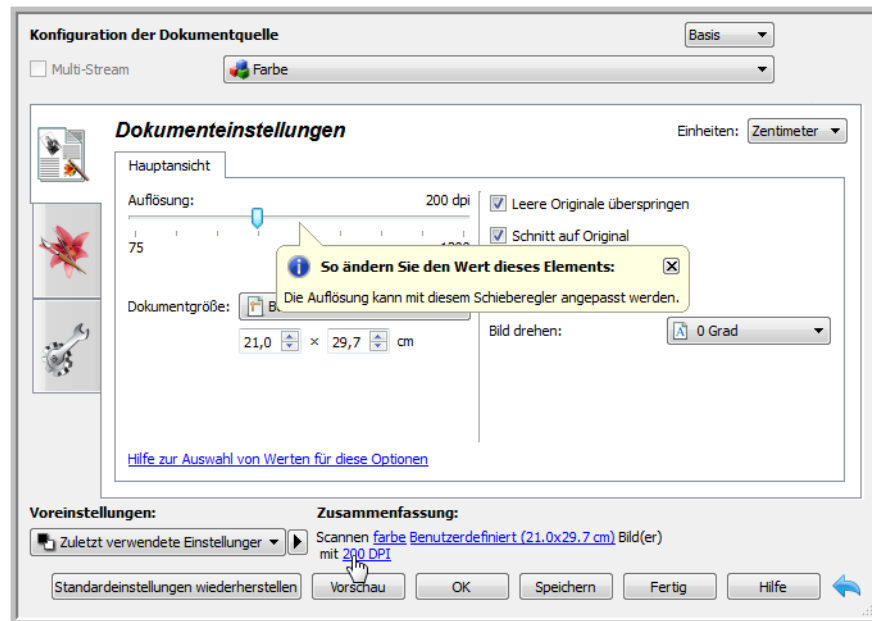 Konfiguration der Dokumentquelle
Basis
Multi-Stream
Farbe
Dokumenteinstellungen
Einheiten: Zentimeter
Hauptansicht
Auflösung: 200 dpi
75
Leere Originale überspringen
Schnitt auf Original
So ändern Sie den Wert dieses Elements:
Die Auflösung kann mit diesem Schieberegler angepasst werden.
Dokumentgröße:
21,0 × 29,7 cm
Bild drehen: 0 Grad
Hilfe zur Auswahl von Werten für diese Optionen
Voreinstellungen:
Zuletzt verwendete Einstellungen
Zusammenfassung:
Scannen farbe Benutzerdefiniert (21.0x29.7 cm) Bild(er)
mit 200 DPI
Standardeinstellungen wiederherstellen Vorschau OK Speichern Fertig Hilfe